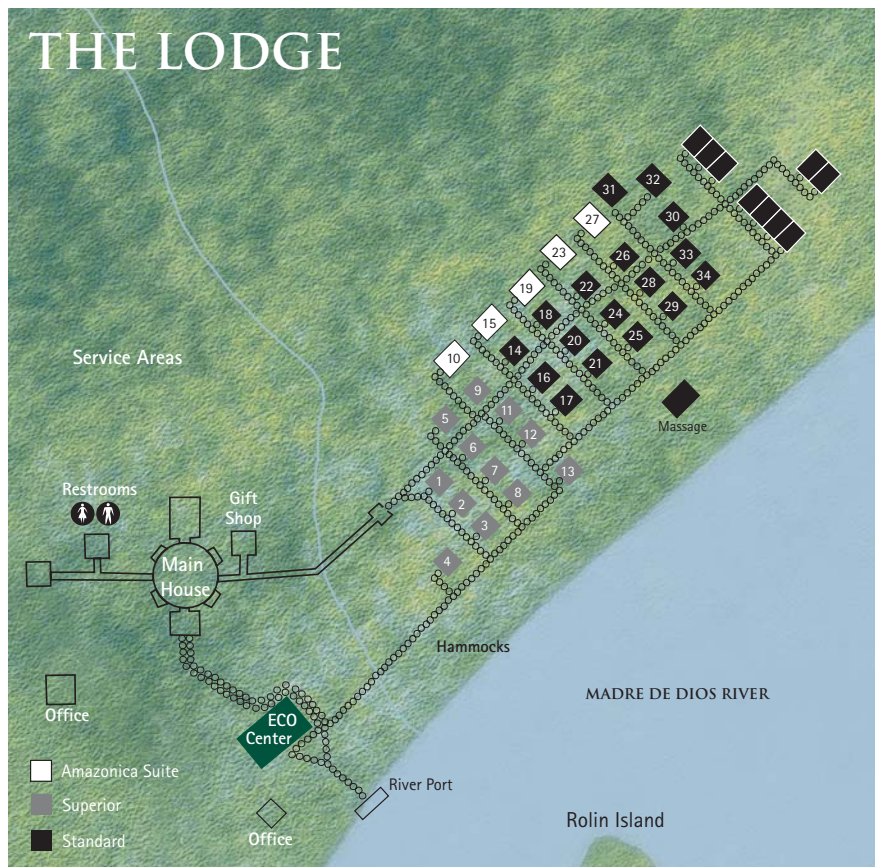 THE LODGE
32
31
27
30
23
26
33
34
19
22
28
29
15
18
24
25
10
14
20
21
9
16
17
5
11
12
6
7
13
1
8
2
3
4
Service Areas
Massage
Restrooms
Gift
Shop
Main
House
Hammocks
MADRE DE DIOS RIVER
Office
ECO
Center
Amazonica Suite
Superior
Standard
River Port
Office
Rolin Island